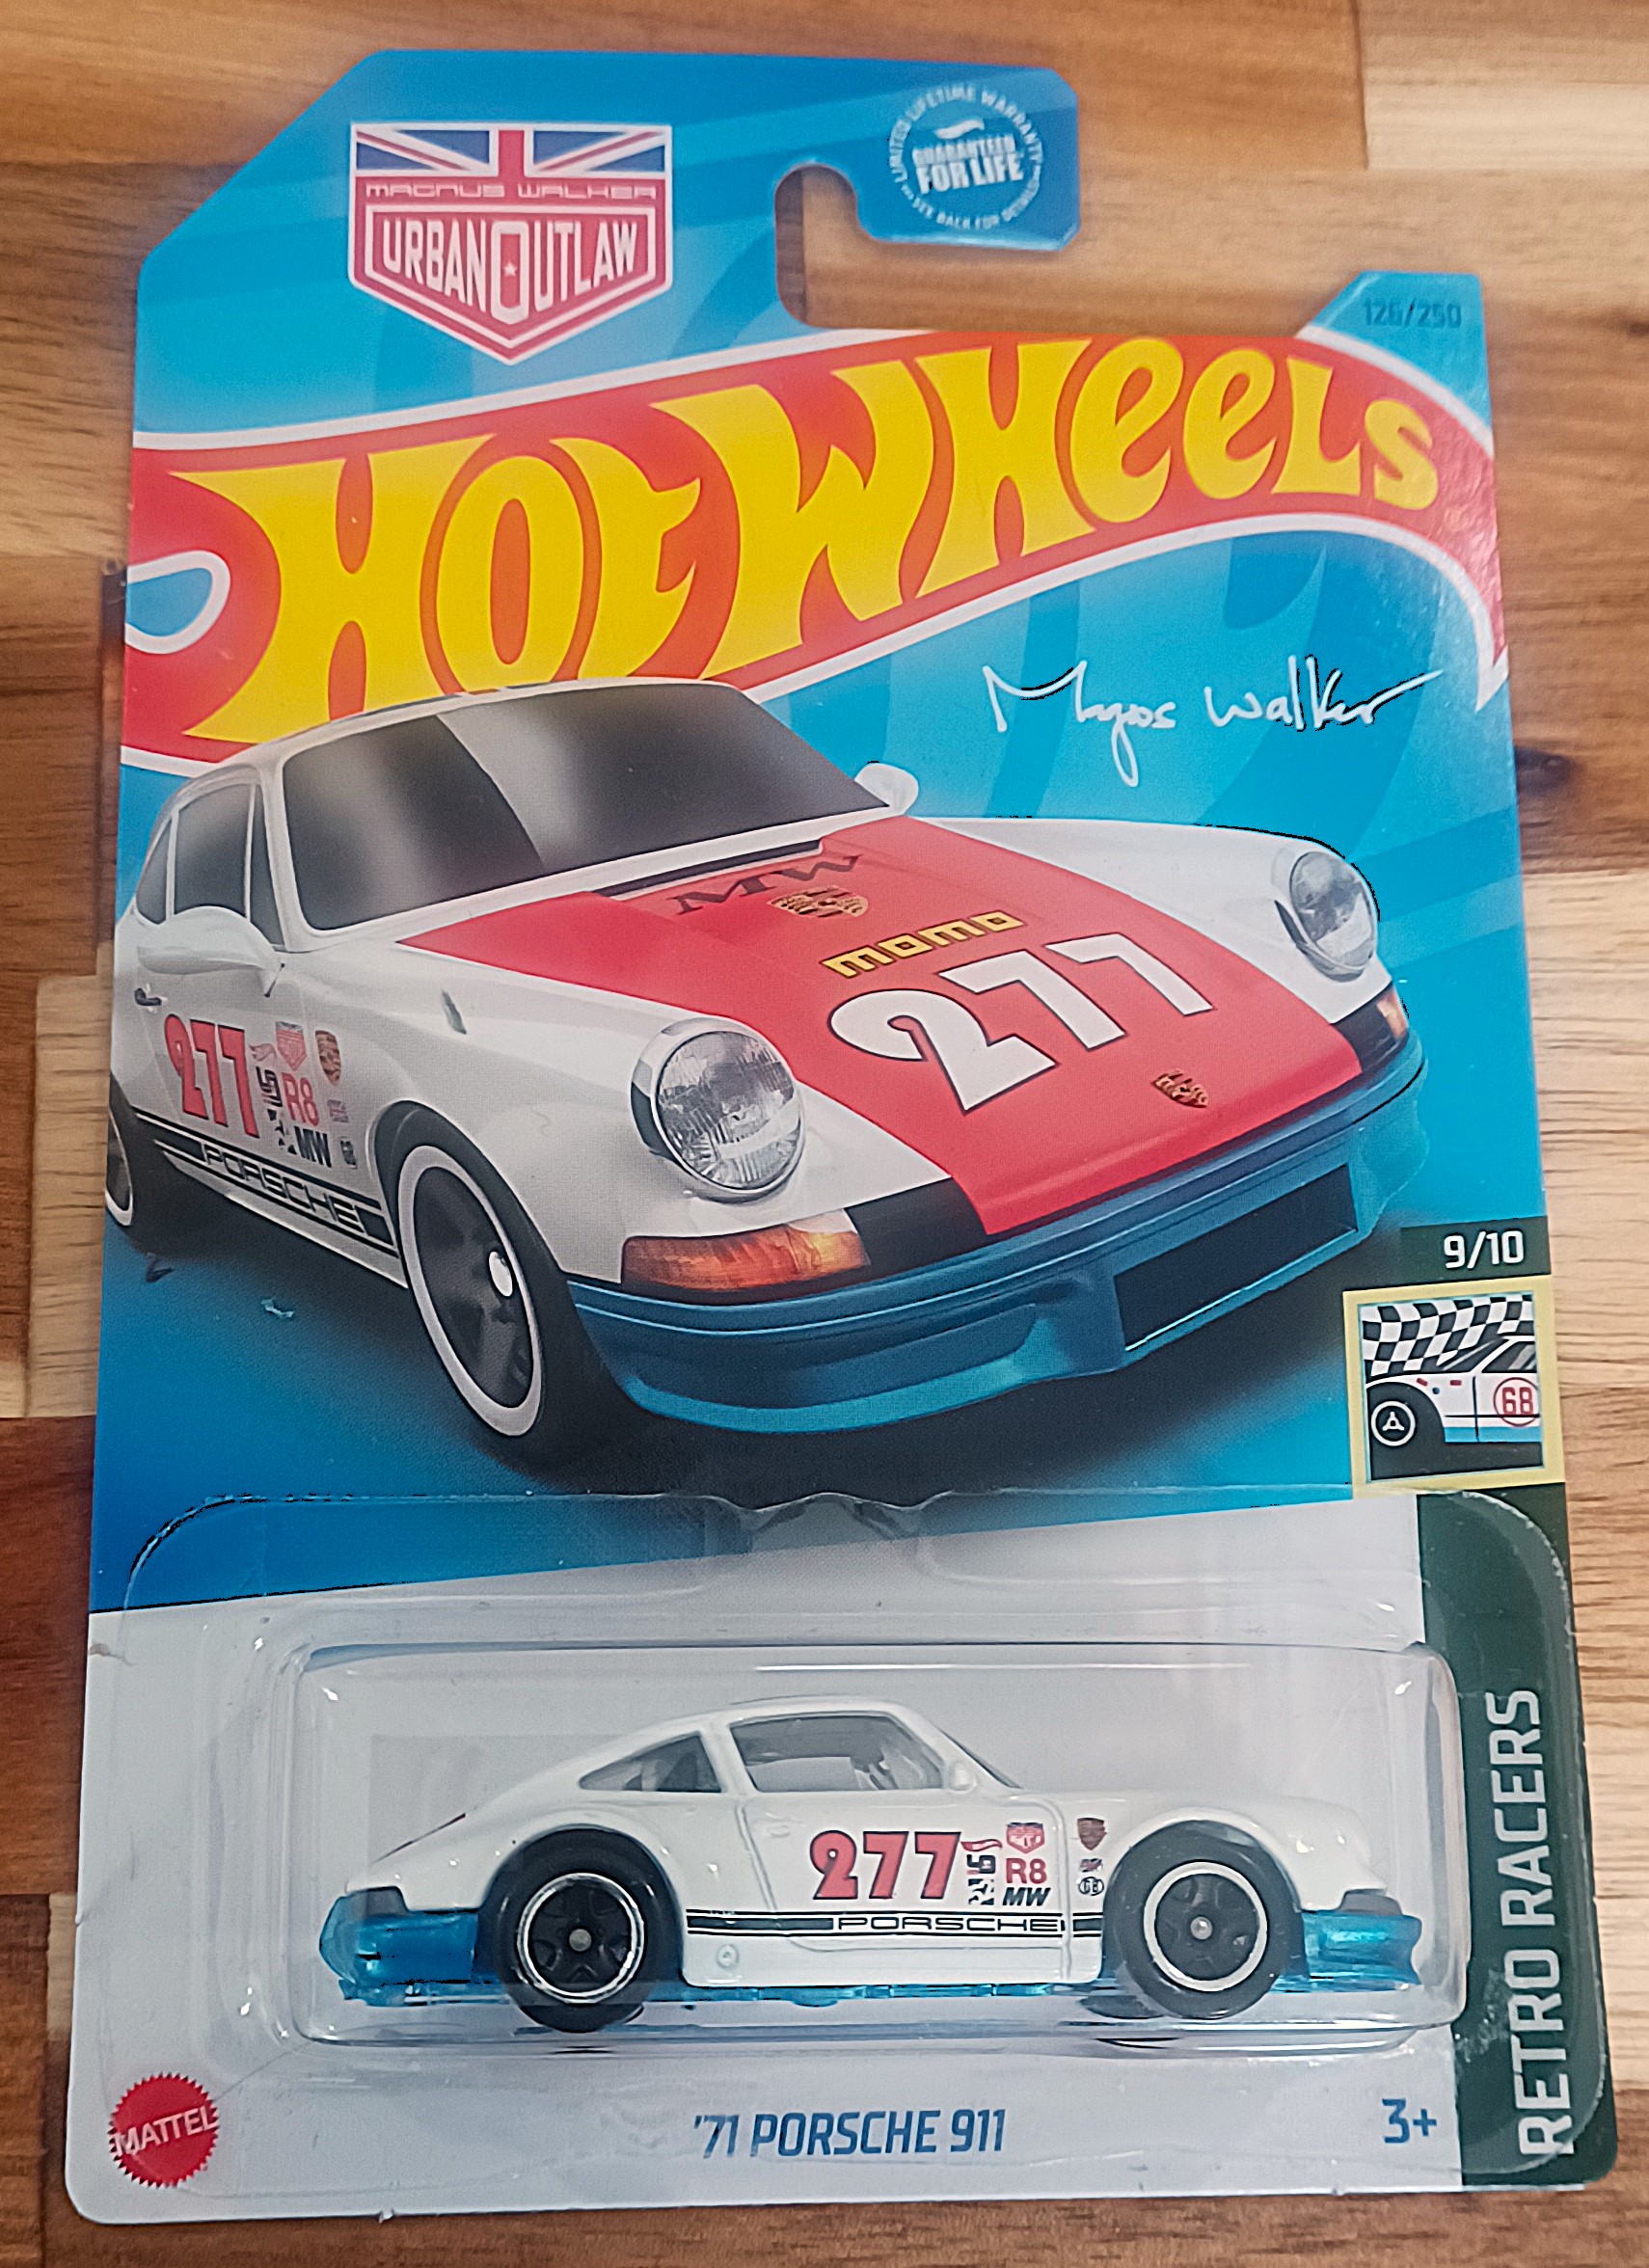 MAGNUS WALKER
URBAN OUTLAW
LIMITED LIFETIME WARRANTY
GUARANTEED
FOR LIFE
SEE BACK FOR DETAILS
126/250
HOT WHEELS
Magnus Walker
MW
momo
277
277
R8
MW
PORSCHE
9/10
68
277
R8
MW
68
PORSCHE
RETRO RACERS
MATTEL
'71 PORSCHE 911
3+